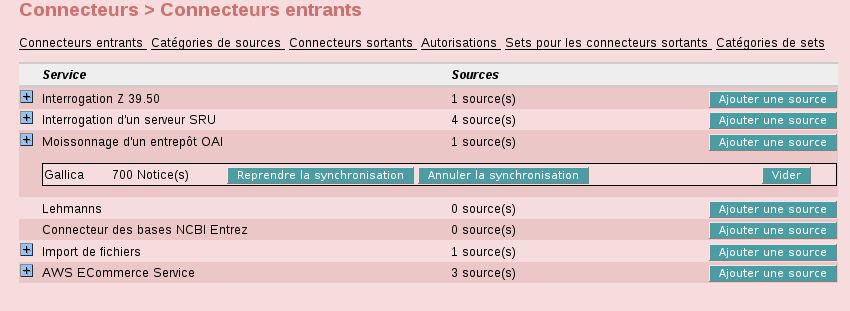 Connecteurs > Connecteurs entrants
Connecteurs entrants Catégories de sources Connecteurs sortants Autorisations Sets pour les connecteurs sortants Catégories de sets
Service Sources
+ Interrogation Z 39.50 1 source(s) Ajouter une source
+ Interrogation d'un serveur SRU 4 source(s) Ajouter une source
+ Moissonnage d'un entrepôt OAI 1 source(s) Ajouter une source
Gallica 700 Notice(s) Reprendre la synchronisation Annuler la synchronisation Vider
Lehmanns 0 source(s) Ajouter une source
Connecteur des bases NCBI Entrez 0 source(s) Ajouter une source
+ Import de fichiers 1 source(s) Ajouter une source
+ AWS ECommerce Service 3 source(s) Ajouter une source